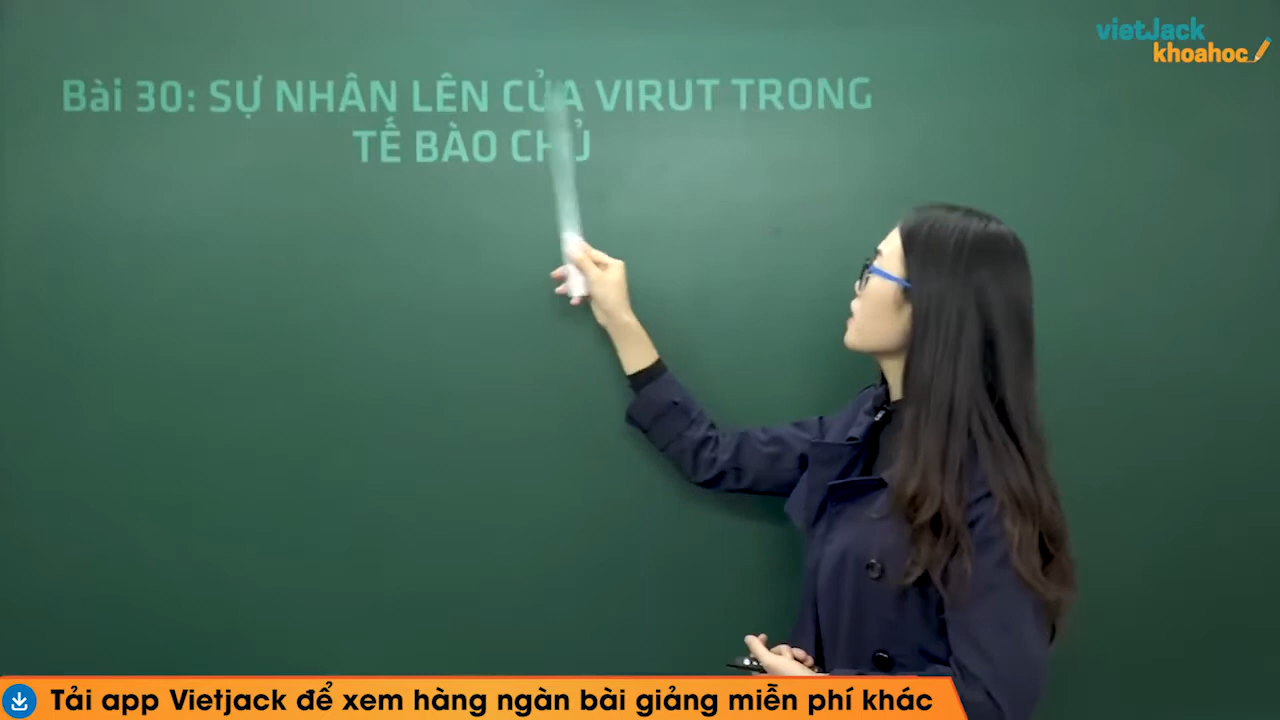 vietJack
khoahoc
Bài 30: SỰ NHÂN LÊN CỦA VIRUT TRONG
TẾ BÀO CHỦ
Tải app Vietjack để xem hàng ngàn bài giảng miễn phí khác